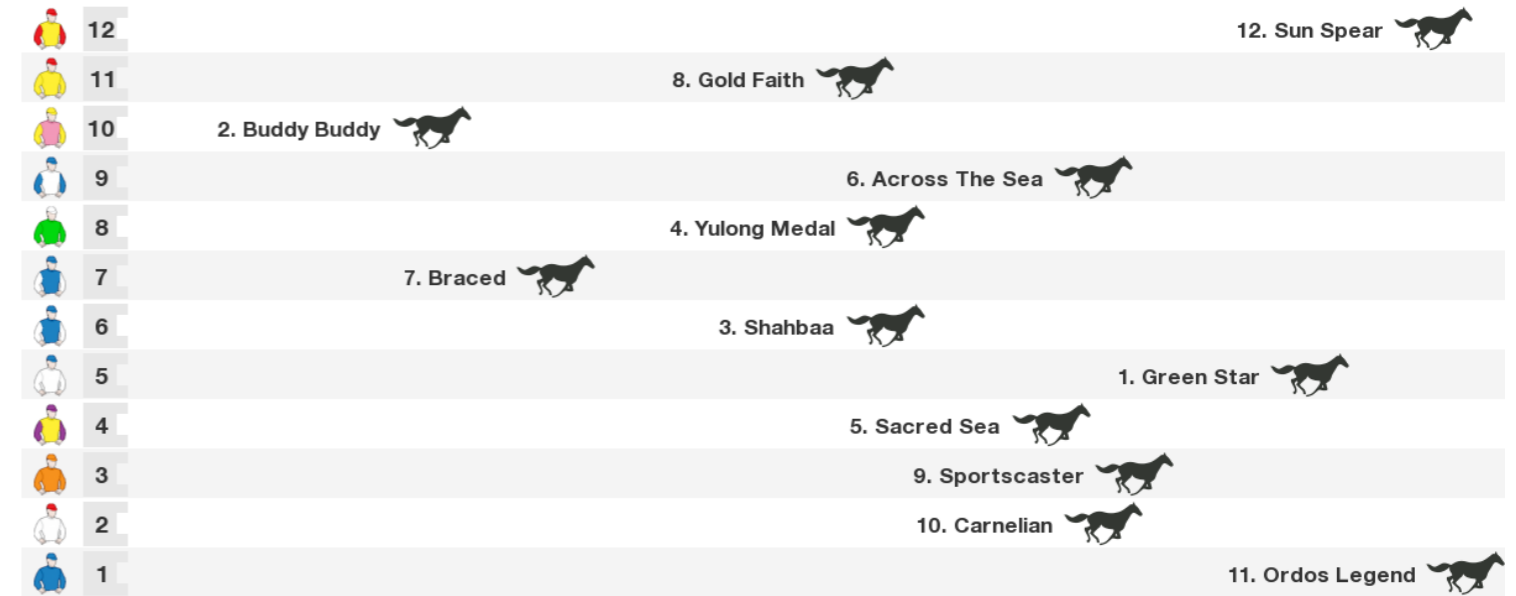 12 12. Sun Spear
11 8. Gold Faith
10 2. Buddy Buddy
9 6. Across The Sea
8 4. Yulong Medal
7 7. Braced
6 3. Shahbaa
5 1. Green Star
4 5. Sacred Sea
3 9. Sportscaster
2 10. Carnelian
1 11. Ordos Legend